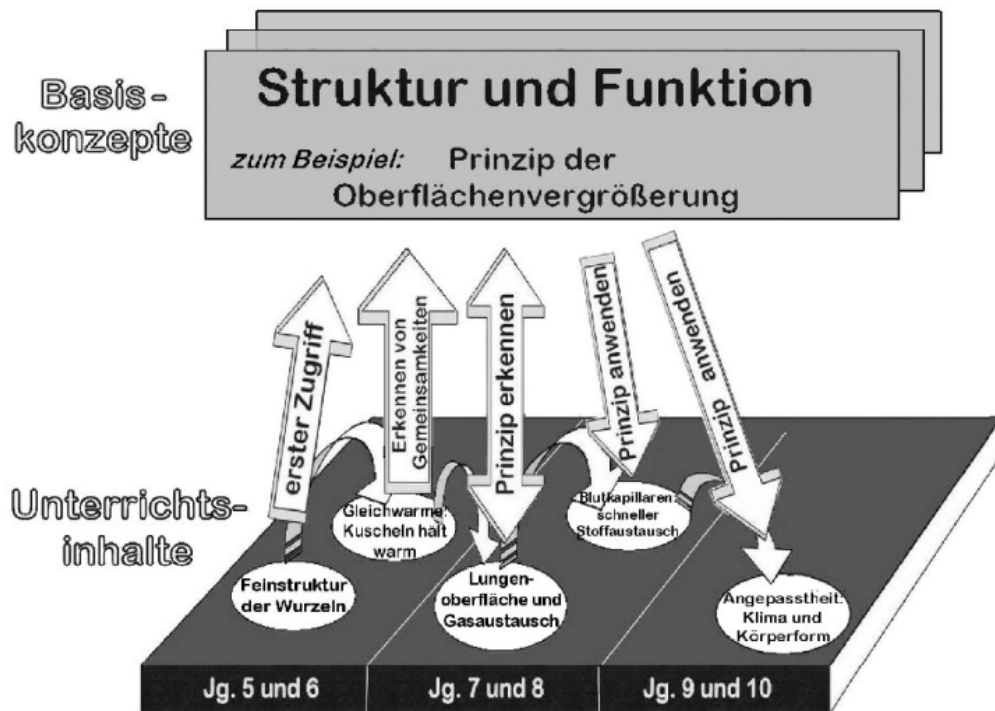 Basis-
konzepte
Struktur und Funktion
zum Beispiel: Prinzip der
Oberflächenvergrößerung
erster Zugriff
Erkennen von
Gemeinsamkeiten
Prinzip erkennen
Prinzip anwenden
Prinzip anwenden
Unterrichts-
inhalte
Feinstruktur
der Wurzeln
Gleichwarme:
Kuscheln hält
warm
Lungen-
oberfläche und
Gasaustausch
Blutkapillaren:
schneller
Stoffaustausch
Angepasstheit:
Klima und
Körperform
Jg. 5 und 6
Jg. 7 und 8
Jg. 9 und 10